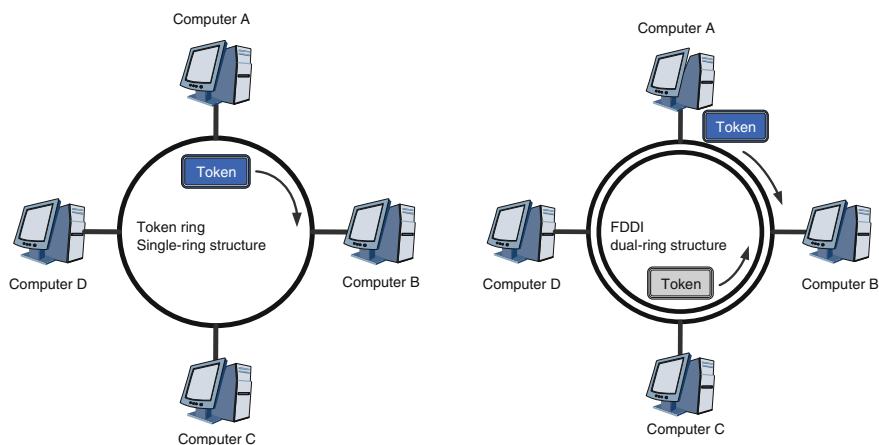 Computer A
Token
Token ring
Single-ring structure
Computer D
Computer B
Computer C
Computer A
Token
FDDI
dual-ring structure
Token
Computer D
Computer B
Computer C